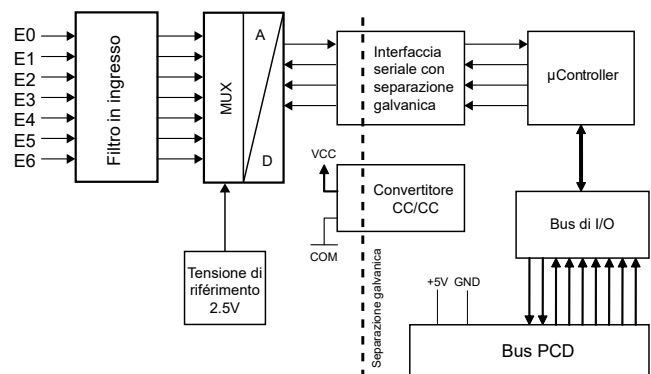 E0
E1
E2
E3
E4
E5
E6
Filtro in ingresso
MUX
A
D
Interfaccia
seriale con
separazione
galvanica
µController
VCC
COM
Convertitore
CC/CC
Bus di I/O
Tensione di
riférimento
2.5V
Separazione galvanica
+5V GND
Bus PCD